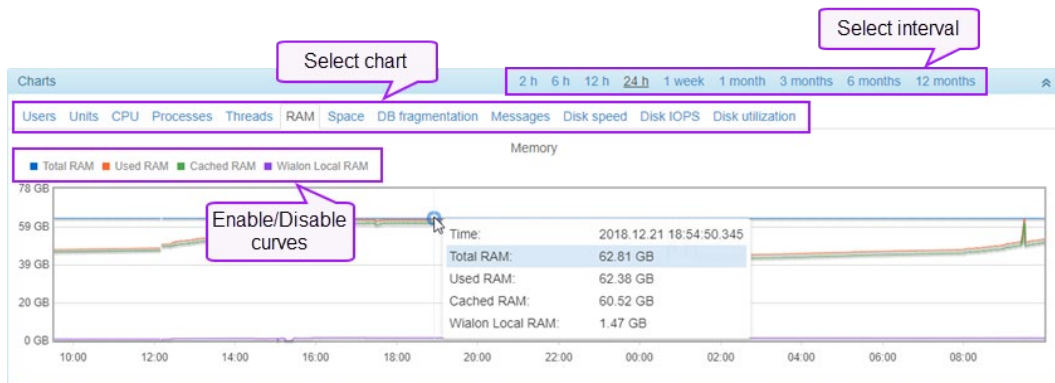 Select interval
Select chart
Charts 2 h 6 h 12 h 24 h 1 week 1 month 3 months 6 months 12 months
Users Units CPU Processes Threads RAM Space DB fragmentation Messages Disk speed Disk IOPS Disk utilization
Memory
Total RAM Used RAM Cached RAM Wialon Local RAM
78 GB
59 GB
39 GB
20 GB
0 GB
Enable/Disable
curves
Time: 2018.12.21 18:54:50.345
Total RAM: 62.81 GB
Used RAM: 62.38 GB
Cached RAM: 60.52 GB
Wialon Local RAM: 1.47 GB
10:00 12:00 14:00 16:00 18:00 20:00 22:00 00:00 02:00 04:00 06:00 08:00